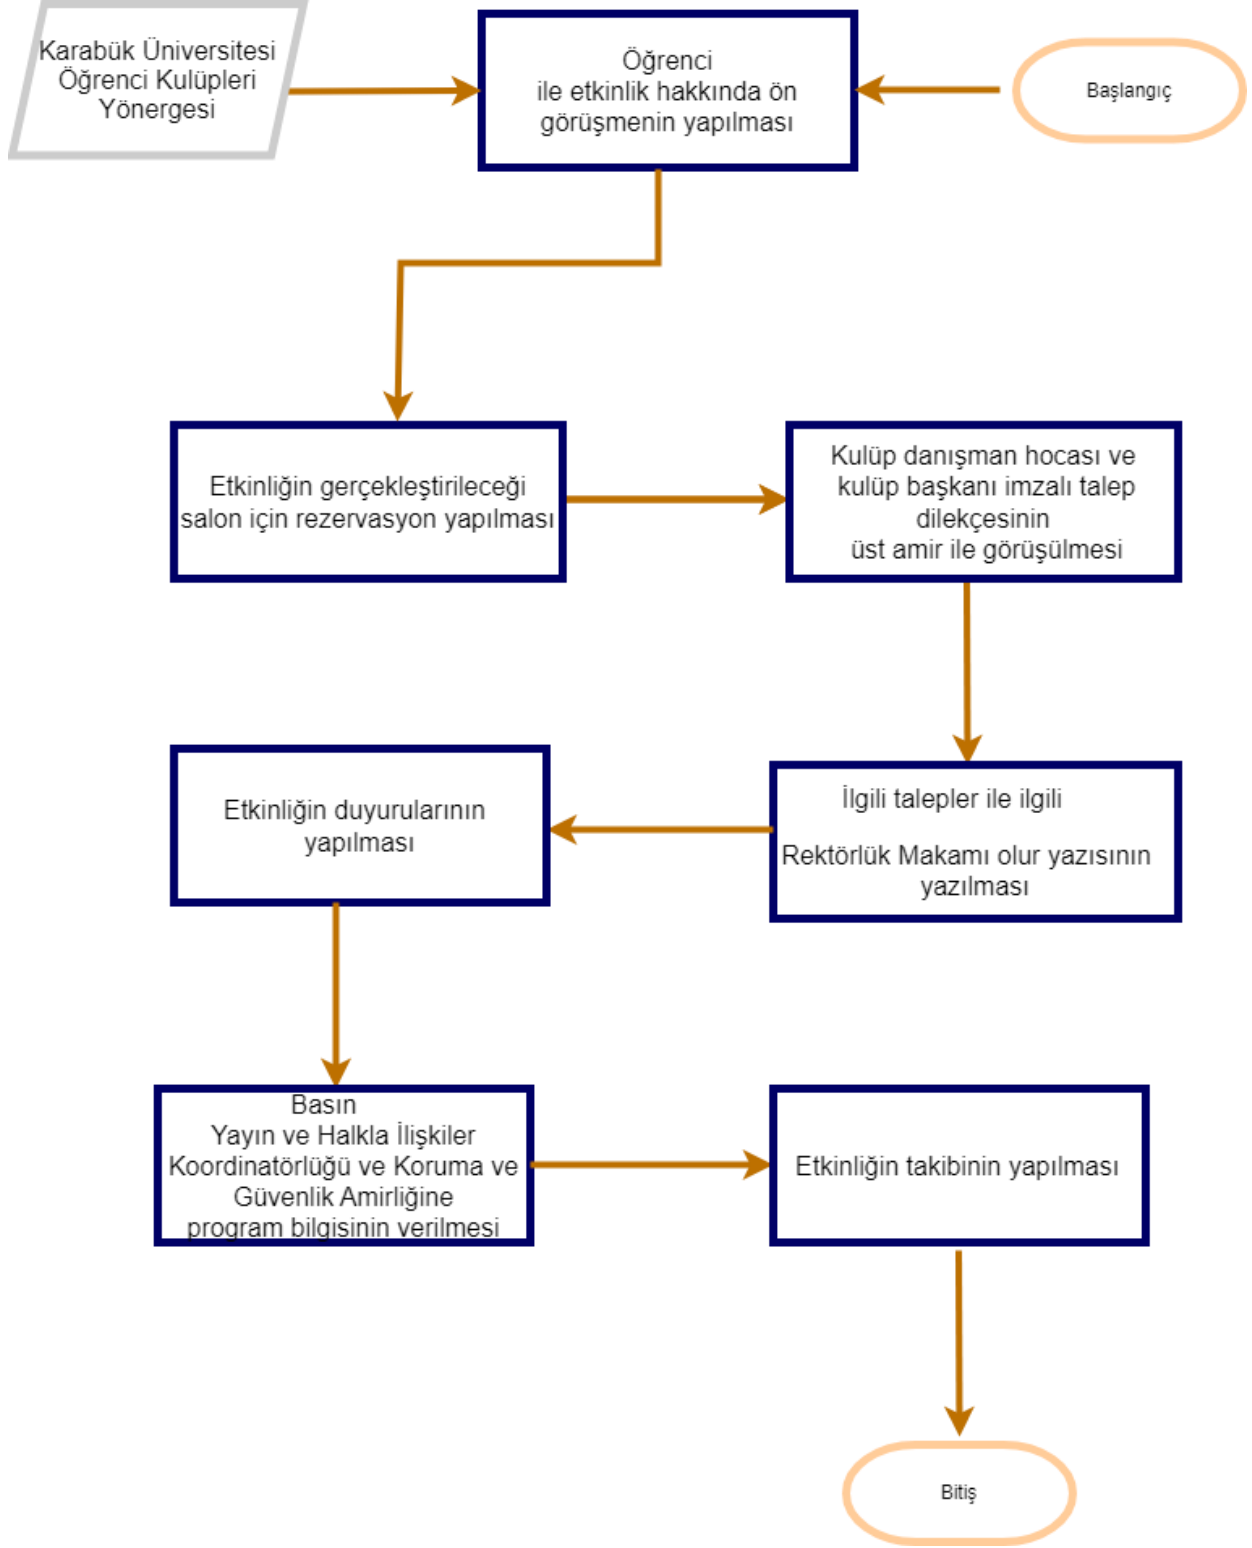 Karabük Üniversitesi
Öğrenci Kulüpleri
Yönergesi
Öğrenci
ile etkinlik hakkında ön
görüşmenin yapılması
Başlangıç
Etkinliğin gerçekleştirileceği
salon için rezervasyon yapılması
Kulüp danışman hocası ve
kulüp başkanı imzalı talep
dilekçesinin
üst amir ile görüşülmesi
İlgili talepler ile ilgili
Rektörlük Makamı olur yazısının
yazılması
Etkinliğin duyurularının
yapılması
Basın
Yayın ve Halkla İlişkiler
Koordinatörlüğü ve Koruma ve
Güvenlik Amirliğine
program bilgisinin verilmesi
Etkinliğin takibinin yapılması
Bitiş